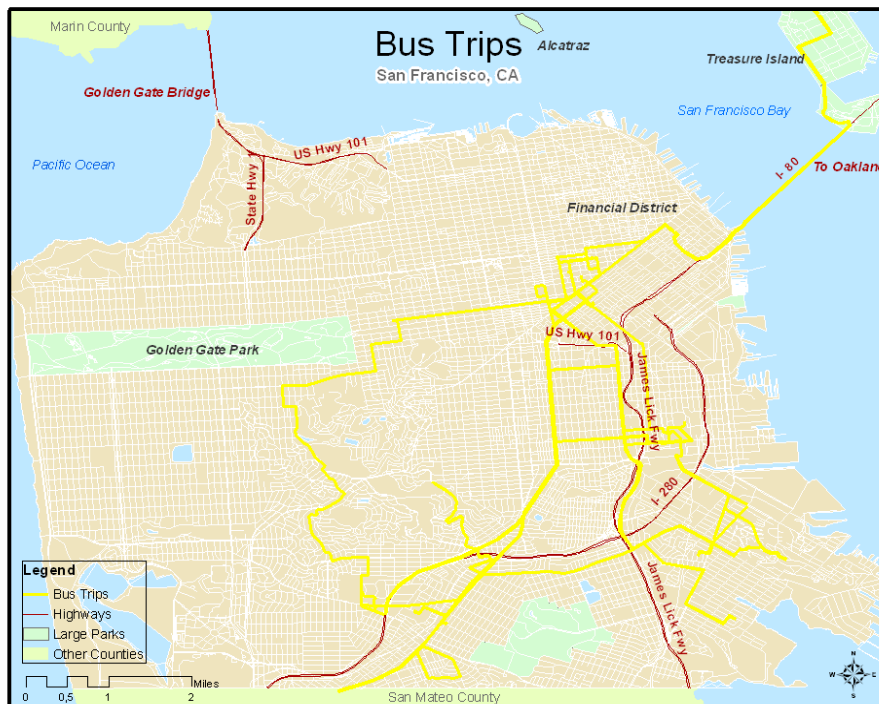 Marin County
Bus Trips
San Francisco, CA
Alcatraz
Treasure Island
Golden Gate Bridge
San Francisco Bay
US Hwy 101
Pacific Ocean
State Hwy 1
I- 80
To Oakland
Financial District
Golden Gate Park
US Hwy 101
James Lick Fwy
I- 280
James Lick Fwy
Legend
Bus Trips
Highways
Large Parks
Other Counties
Miles
0 0,5 1 2
San Mateo County
N
W E
S